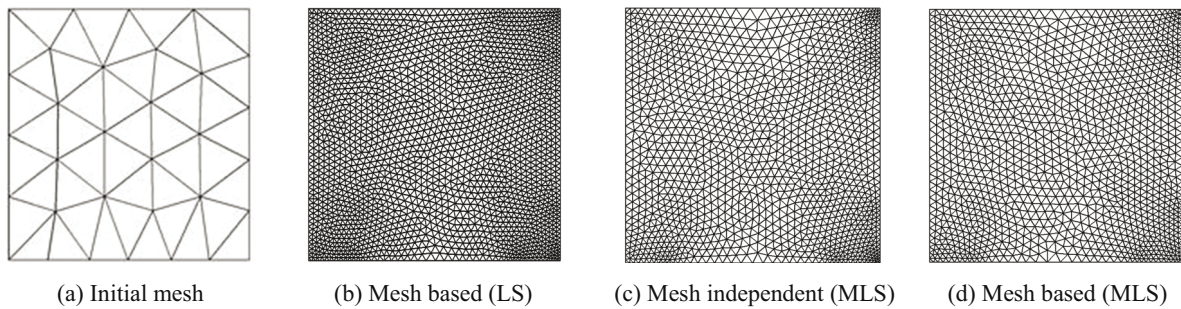 (a) Initial mesh
(b) Mesh based (LS)
(c) Mesh independent (MLS)
(d) Mesh based (MLS)